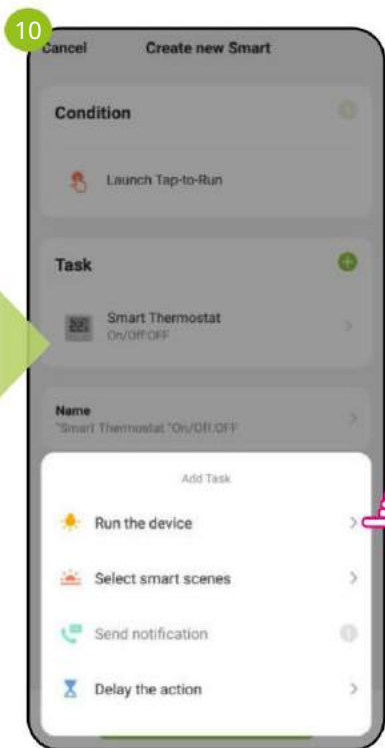 10
Cancel Create new Smart
Condition
Launch Tap-to-Run
Task
Smart Thermostat
On/Off:OFF
Name
"Smart Thermostat "On/Off:OFF
Add Task
Run the device
Select smart scenes
Send notification
Delay the action